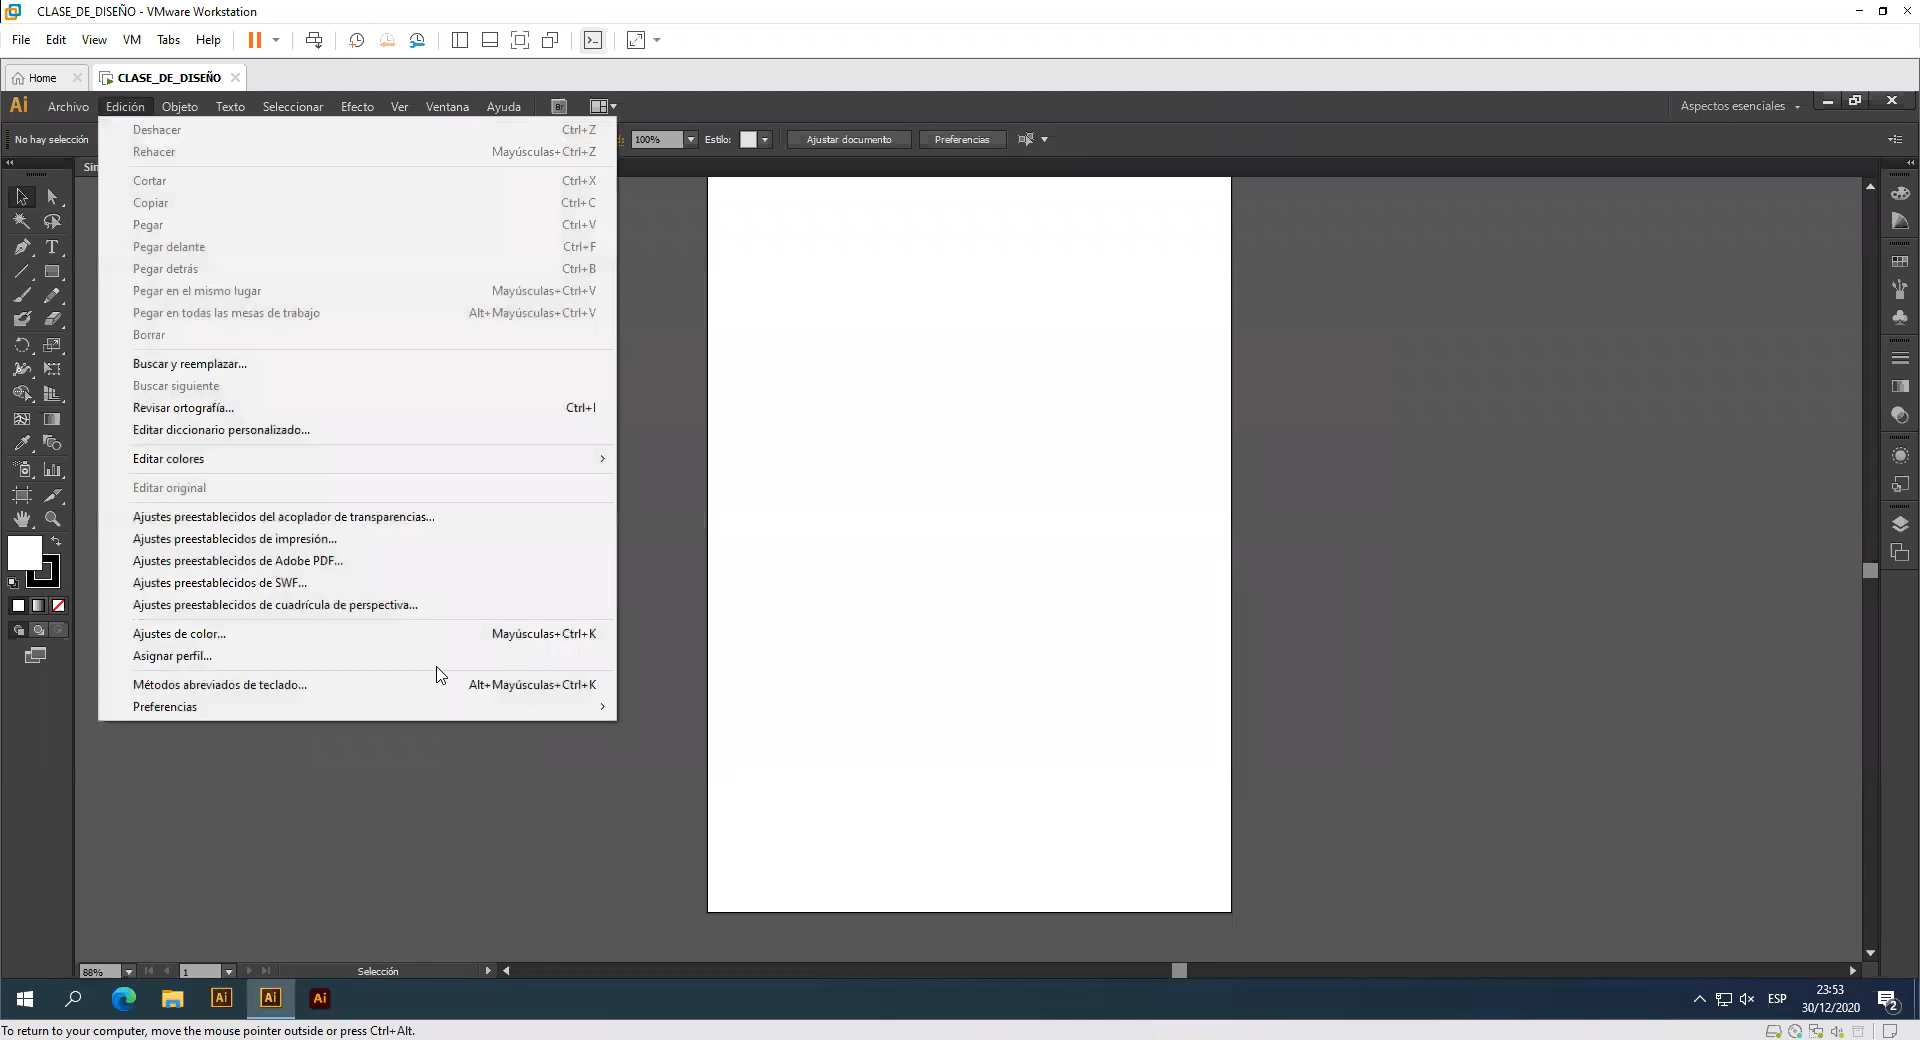 CLASE_DE_DISEÑO - VMware Workstation
File Edit View VM Tabs Help
Home CLASE_DE_DISEÑO
Ai Archivo Edición Objeto Texto Seleccionar Efecto Ver Ventana Ayuda Br Aspectos esenciales
No hay selección 100% Estilo: Ajustar documento Preferencias
Sin
Deshacer Ctrl+Z
Rehacer Mayúsculas+Ctrl+Z
Cortar Ctrl+X
Copiar Ctrl+C
Pegar Ctrl+V
Pegar delante Ctrl+F
Pegar detrás Ctrl+B
Pegar en el mismo lugar Mayúsculas+Ctrl+V
Pegar en todas las mesas de trabajo Alt+Mayúsculas+Ctrl+V
Borrar
Buscar y reemplazar...
Buscar siguiente
Revisar ortografía... Ctrl+I
Editar diccionario personalizado...
Editar colores
Editar original
Ajustes preestablecidos del acoplador de transparencias...
Ajustes preestablecidos de impresión...
Ajustes preestablecidos de Adobe PDF...
Ajustes preestablecidos de SWF...
Ajustes preestablecidos de cuadrícula de perspectiva...
Ajustes de color... Mayúsculas+Ctrl+K
Asignar perfil...
Métodos abreviados de teclado... Alt+Mayúsculas+Ctrl+K
Preferencias
88% 1 Selección
Ai Ai Ai ESP 23:53
30/12/2020 2
To return to your computer, move the mouse pointer outside or press Ctrl+Alt.